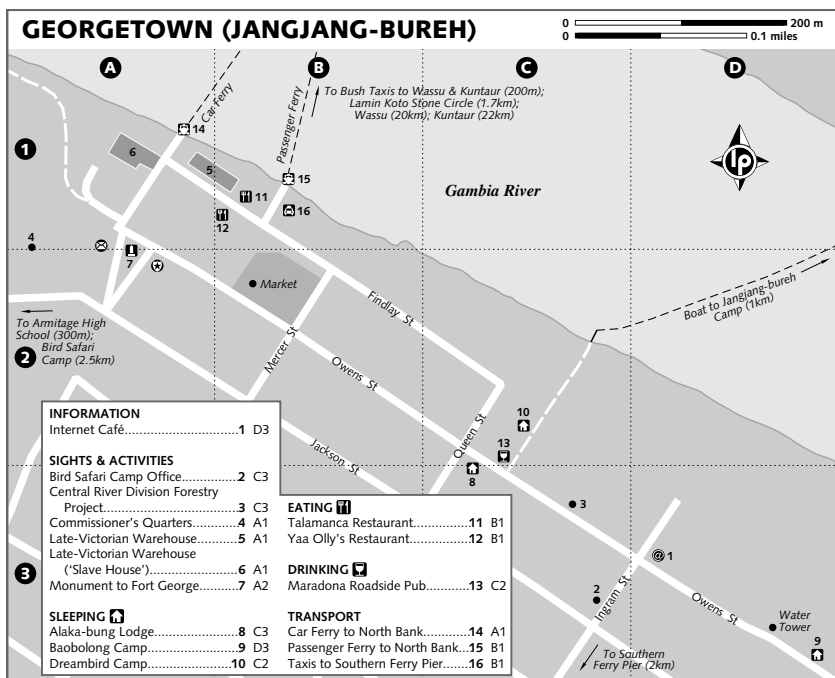 GEORGETOWN (JANGJANG-BUREH)
0 200 m
0 0.1 miles
A B C D
1
2
3
Car Ferry
Passenger Ferry
To Bush Taxis to Wassu & Kuntaur (200m);
Lamin Koto Stone Circle (1.7km);
Wassu (20km); Kuntaur (22km)
lp
Gambia River
14
6
5
15
11
16
12
4
7
Market
Findlay St
Boat to Jangjang-bureh
Camp (1km)
To Armitage High
School (300m);
Bird Safari
Camp (2.5km)
Mercer St
Owens St
Jackson St
Queen St
10
13
8
3
@ 1
2
Ingram St
Owens St
Water
Tower
9
To Southern
Ferry Pier (2km)
INFORMATION
Internet Café.............................1 D3
SIGHTS & ACTIVITIES
Bird Safari Camp Office.............2 C3
Central River Division Forestry
Project....................................3 C3
Commissioner's Quarters..........4 A1
Late-Victorian Warehouse.........5 A1
Late-Victorian Warehouse
('Slave House').......................6 A1
Monument to Fort George........7 A2
SLEEPING
Alaka-bung Lodge....................8 C3
Baobolong Camp......................9 D3
Dreambird Camp....................10 C2
EATING
Talamanca Restaurant.............11 B1
Yaa Olly's Restaurant..............12 B1
DRINKING
Maradona Roadside Pub.........13 C2
TRANSPORT
Car Ferry to North Bank..........14 A1
Passenger Ferry to North Bank..15 B1
Taxis to Southern Ferry Pier.....16 B1